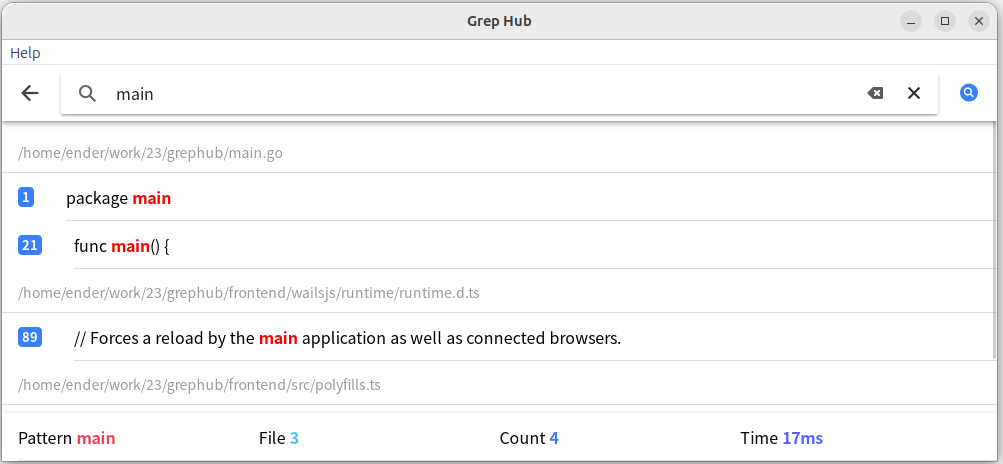 Grep Hub
Help
main
/home/ender/work/23/grephub/main.go
1 package main
21 func main() {
/home/ender/work/23/grephub/frontend/wailsjs/runtime/runtime.d.ts
89 // Forces a reload by the main application as well as connected browsers.
/home/ender/work/23/grephub/frontend/src/polyfills.ts
Pattern main File 3 Count 4 Time 17ms